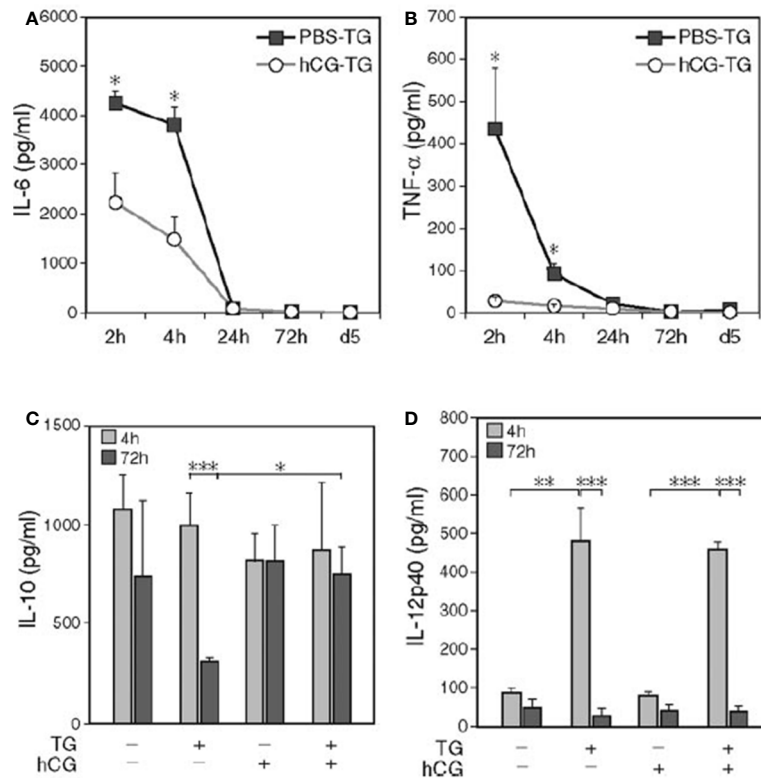 A
PBS-TG
hCG-TG
IL-6 (pg/ml)
6000
5000
4000
3000
2000
1000
0
* *
2h 4h 24h 72h d5
B
PBS-TG
hCG-TG
TNF-α (pg/ml)
700
600
500
400
300
200
100
0
*
*
2h 4h 24h 72h d5
C
4h
72h
IL-10 (pg/ml)
1500
1000
500
0
*** *
TG – + – +
hCG – – + +
D
4h
72h
IL-12p40 (pg/ml)
800
700
600
500
400
300
200
100
0
** *** *** ***
TG – + – +
hCG – – + +